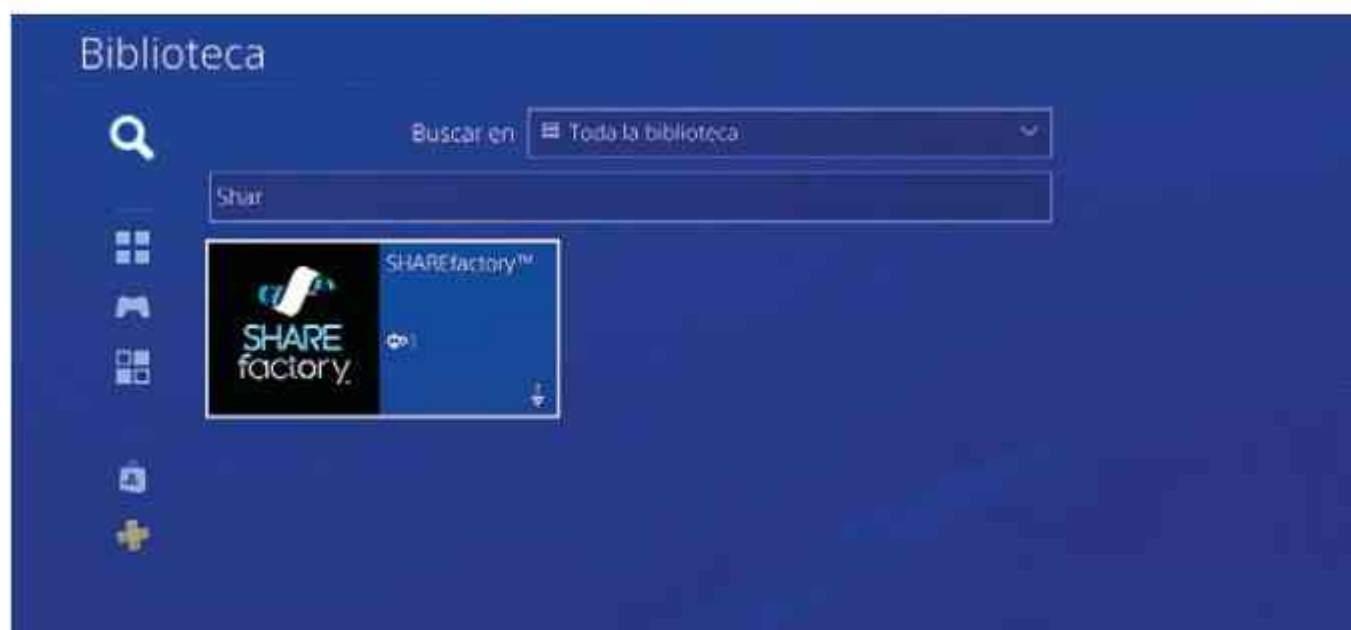 Biblioteca
Buscar en
Toda la biblioteca
Shar
SHAREfactory™
SHARE
factory